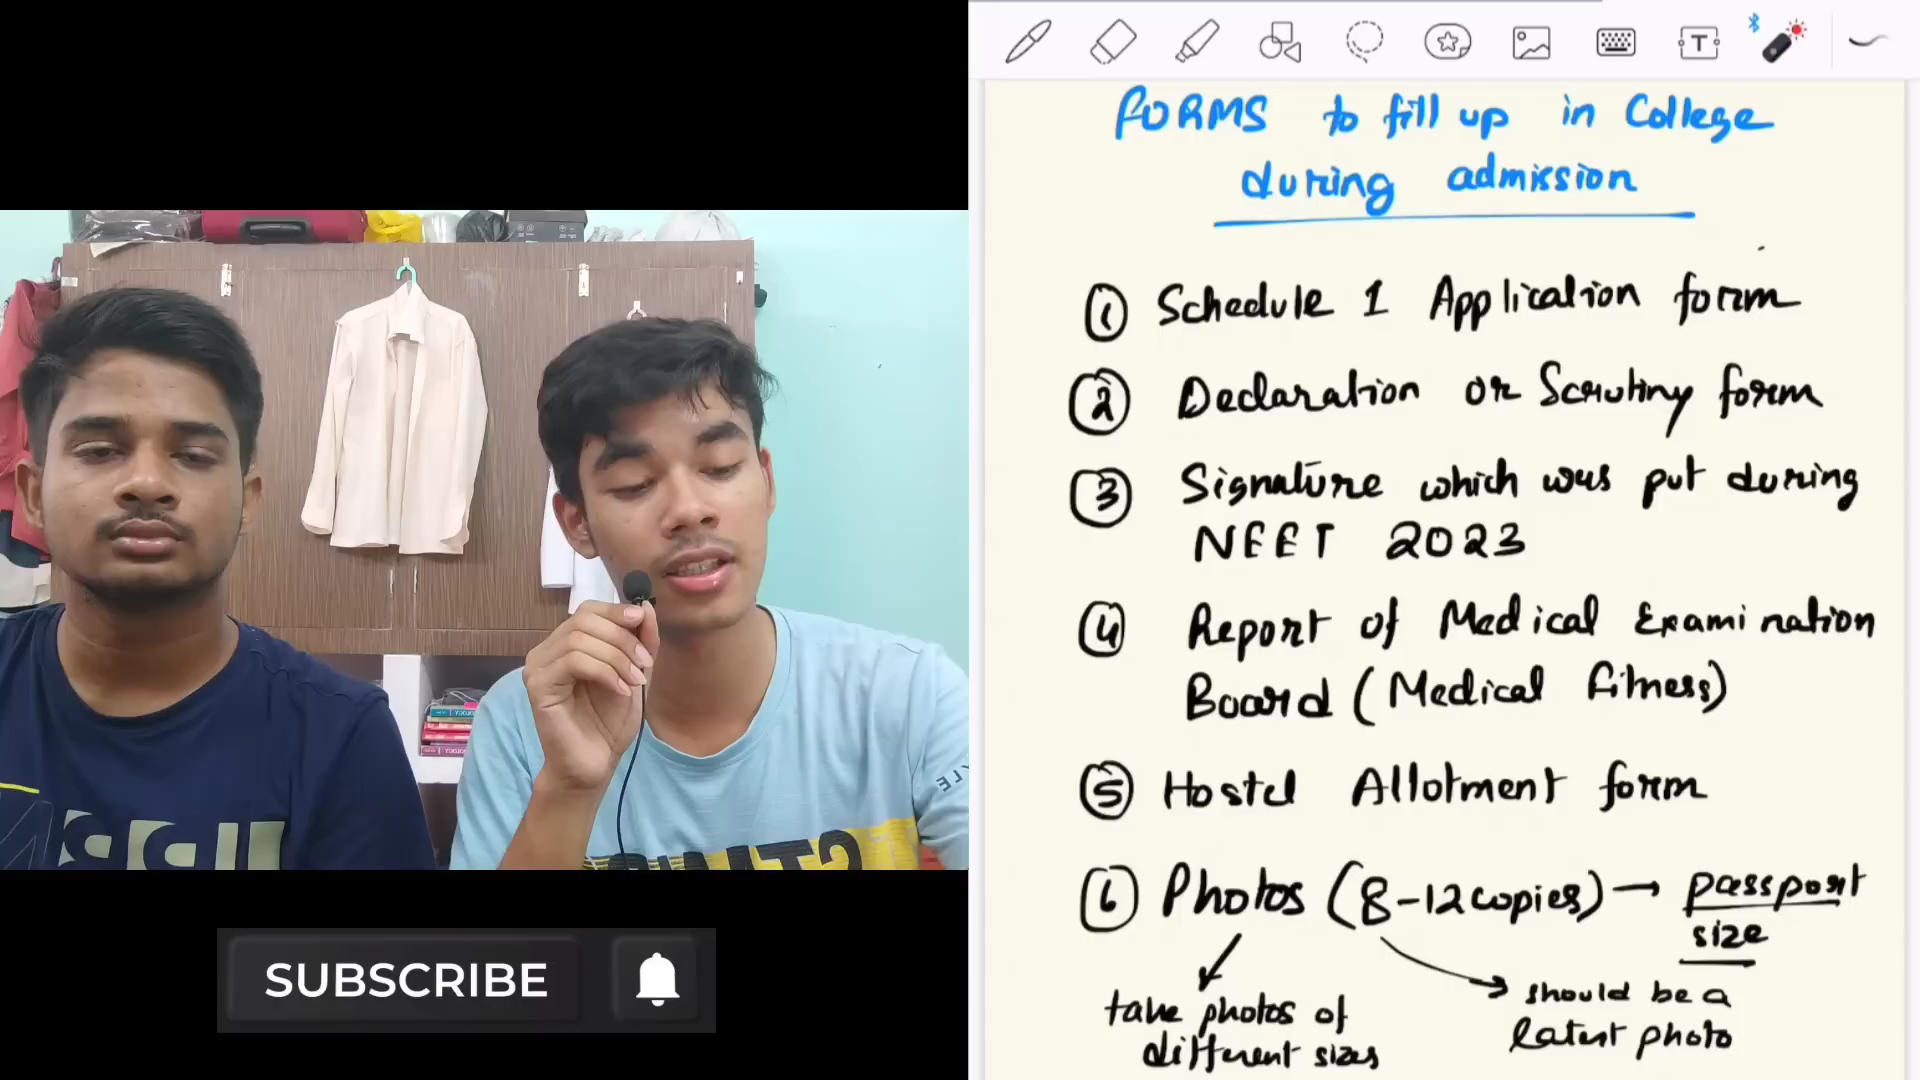 FORMS to fill up in College
during admission
① Schedule 1 Application form
② Declaration or Scrutiny form
③ Signature which was put during
NEET 2023
④ Report of Medical Examination
Board (Medical fitness)
⑤ Hostel Allotment form
⑥ Photos (8-12 copies) → passport
size
take photos of
different sizes
should be a
latest photo
SUBSCRIBE
T